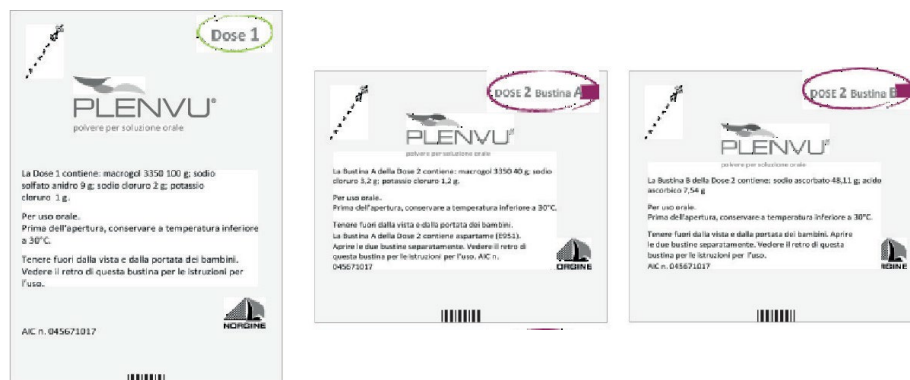 Dose 1
PLENVU®
polvere per soluzione orale
La Dose 1 contiene: macrogol 3350 100 g; sodio
solfato anidro 9 g; sodio cloruro 2 g; potassio
cloruro 1 g.
Per uso orale.
Prima dell'apertura, conservare a temperatura inferiore
a 30°C.
Tenere fuori dalla vista e dalla portata dei bambini.
Vedere il retro di questa bustina per le istruzioni per
l'uso.
NORGINE
AIC n. 045671017
DOSE 2 Bustina A
PLENVU®
polvere per soluzione orale
La Bustina A della Dose 2 contiene: macrogol 3350 40 g; sodio
cloruro 3,2 g; potassio cloruro 1,2 g.
Per uso orale.
Prima dell'apertura, conservare a temperatura inferiore a 30°C.
Tenere fuori dalla vista e dalla portata dei bambini.
La Bustina A della Dose 2 contiene aspartame (E951).
Aprire le due bustine separatamente. Vedere il retro di
questa bustina per le istruzioni per l'uso. AIC n.
045671017
ORGINE
DOSE 2 Bustina B
PLENVU®
polvere per soluzione orale
La Bustina B della Dose 2 contiene: sodio ascorbato 48,11 g; acido
ascorbico 7,54 g
Per uso orale.
Prima dell'apertura, conservare a temperatura inferiore a 30°C.
Tenere fuori dalla vista e dalla portata dei bambini. Aprire
le due bustine separatamente. Vedere il retro di questa
bustina per le istruzioni per l'uso.
AIC n. 045671017
RGINE